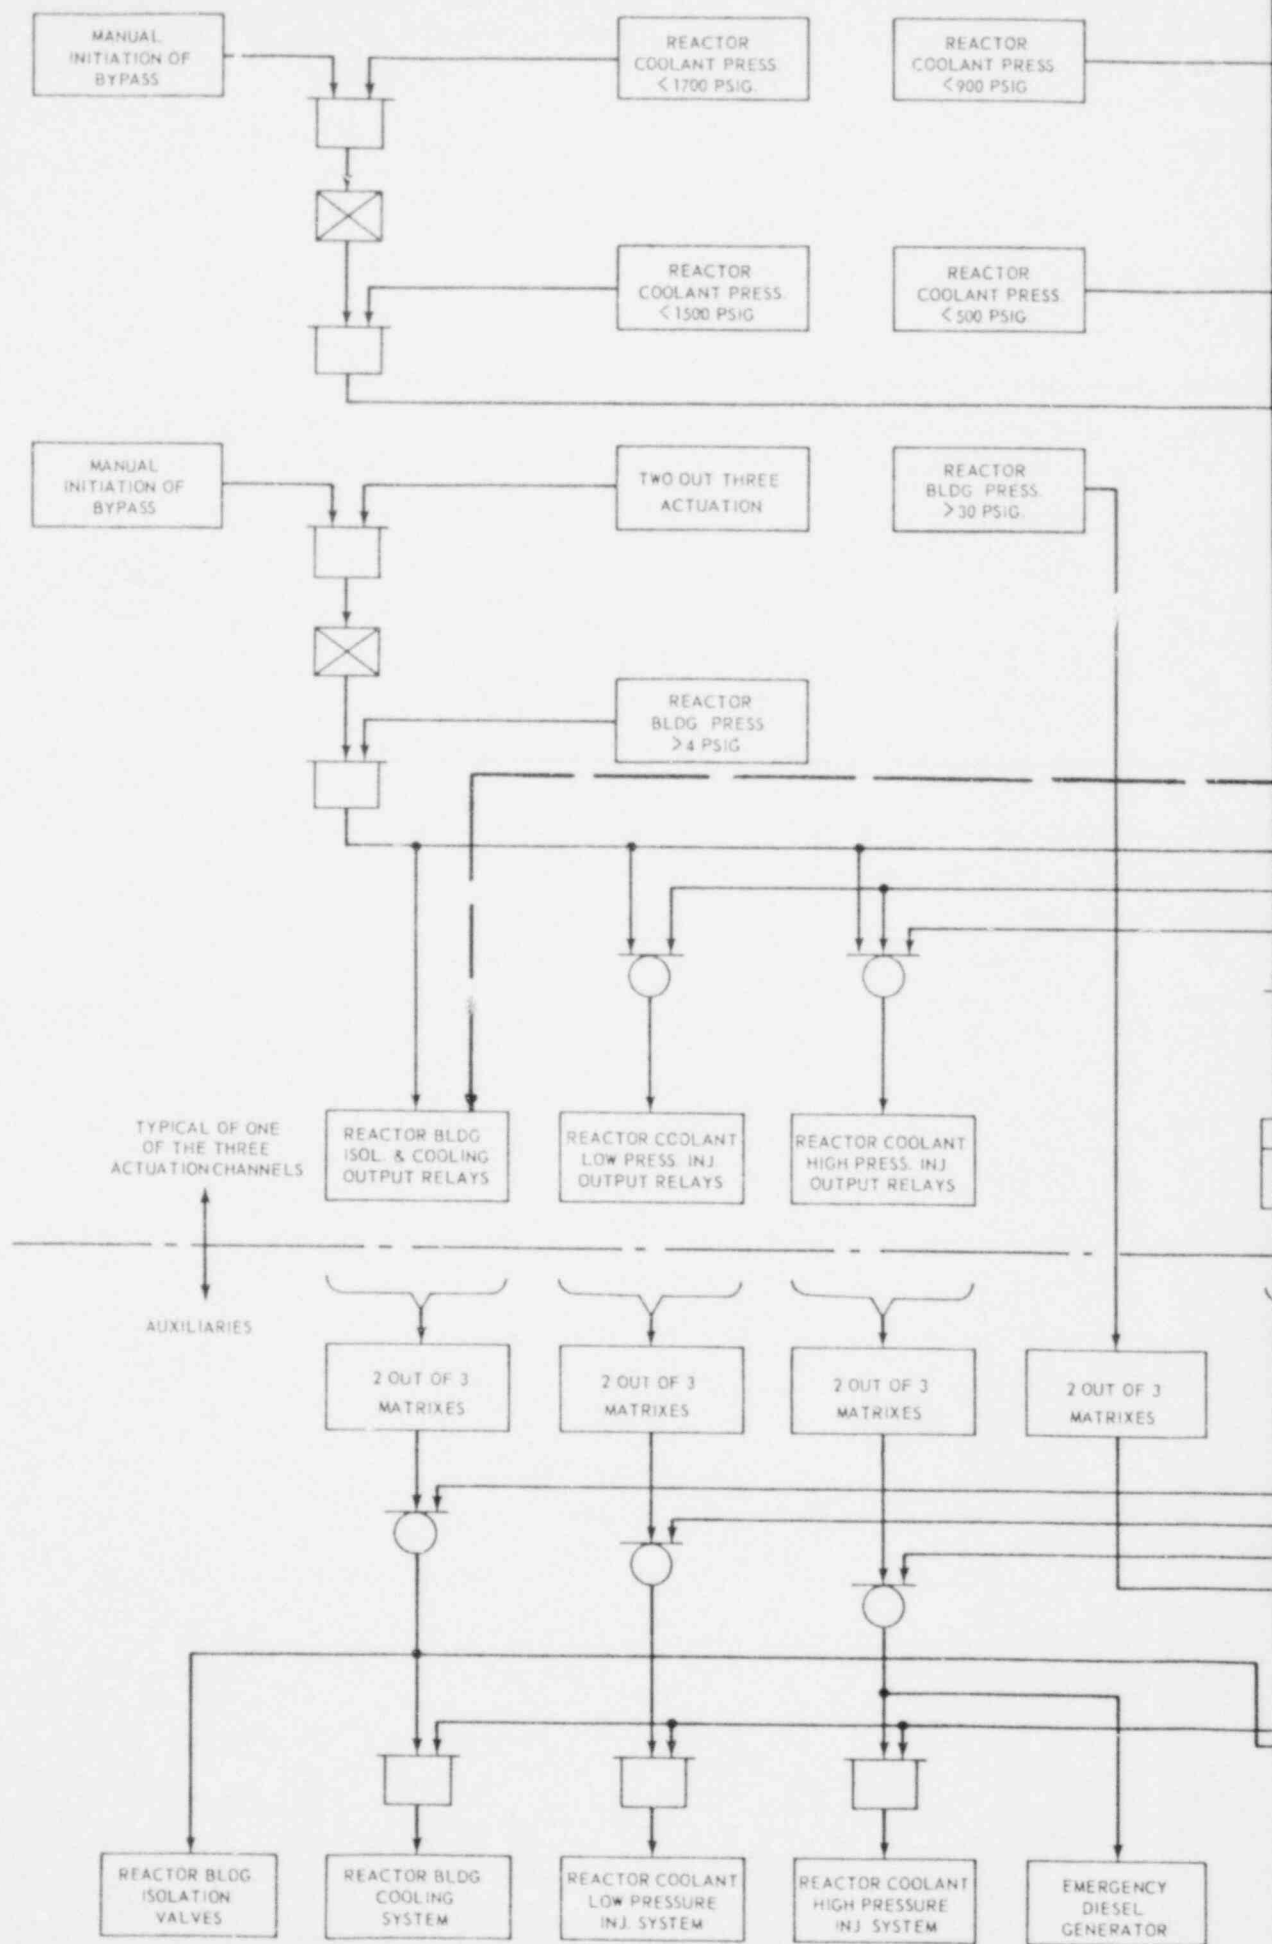 MANUAL
INITIATION OF
BYPASS
REACTOR
COOLANT PRESS.
<1700 PSIG.
REACTOR
COOLANT PRESS.
<900 PSIG
REACTOR
COOLANT PRESS.
<1500 PSIG
REACTOR
COOLANT PRESS.
<500 PSIG.
MANUAL
INITIATION OF
BYPASS
TWO OUT THREE
ACTUATION
REACTOR
BLDG. PRESS.
>30 PSIG.
REACTOR
BLDG. PRESS
>4 PSIG
TYPICAL OF ONE
OF THE THREE
ACTUATION CHANNELS
REACTOR BLDG
ISOL. & COOLING
OUTPUT RELAYS
REACTOR COOLANT
LOW PRESS. INJ.
OUTPUT RELAYS
REACTOR COOLANT
HIGH PRESS. INJ.
OUTPUT RELAYS
AUXILIARIES
2 OUT OF 3
MATRIXES
2 OUT OF 3
MATRIXES
2 OUT OF 3
MATRIXES
2 OUT OF 3
MATRIXES
REACTOR BLDG.
ISOLATION
VALVES
REACTOR BLDG
COOLING
SYSTEM
REACTOR COOLANT
LOW PRESSURE
INJ. SYSTEM
REACTOR COOLANT
HIGH PRESSURE
INJ SYSTEM
EMERGENCY
DIESEL
GENERATOR